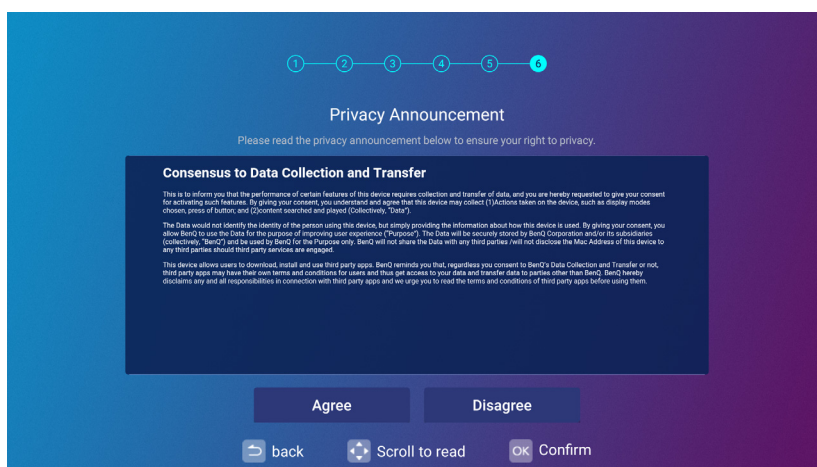 1 2 3 4 5 6
Privacy Announcement
Please read the privacy announcement below to ensure your right to privacy.
Consensus to Data Collection and Transfer
This is to inform you that the performance of certain features of this device requires collection and transfer of data, and you are hereby requested to give your consent
for activating such features. By giving your consent, you understand and agree that this device may collect (1)Actions taken on the device, such as display modes
chosen, press of button; and (2)content searched and played (Collectively, "Data").
The Data would not identify the identity of the person using this device, but simply providing the information about how this device is used. By giving your consent, you
allow BenQ to use the Data for the purpose of improving user experience ("Purpose"). The Data will be securely stored by BenQ Corporation and/or its subsidiaries
(collectively, "BenQ") and be used by BenQ for the Purpose only. BenQ will not share the Data with any third parties /will not disclose the Mac Address of this device to
any third parties should third party services are engaged.
This device allows users to download, install and use third party apps. BenQ reminds you that, regardless you consent to BenQ's Data Collection and Transfer or not,
third party apps may have their own terms and conditions for users and thus get access to your data and transfer data to parties other than BenQ. BenQ hereby
disclaims any and all responsibilities in connection with third party apps and we urge you to read the terms and conditions of third party apps before using them.
Agree Disagree
back Scroll to read OK Confirm